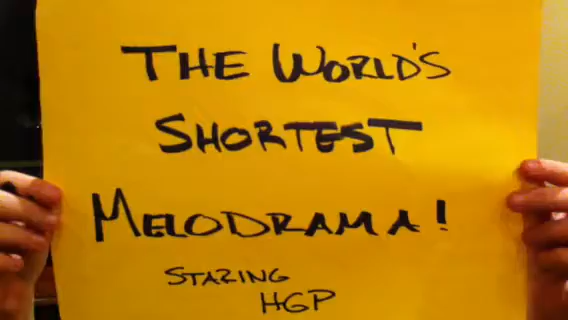 THE WORLD'S
SHORTEST
MELODRAMA!
STARING
HGP